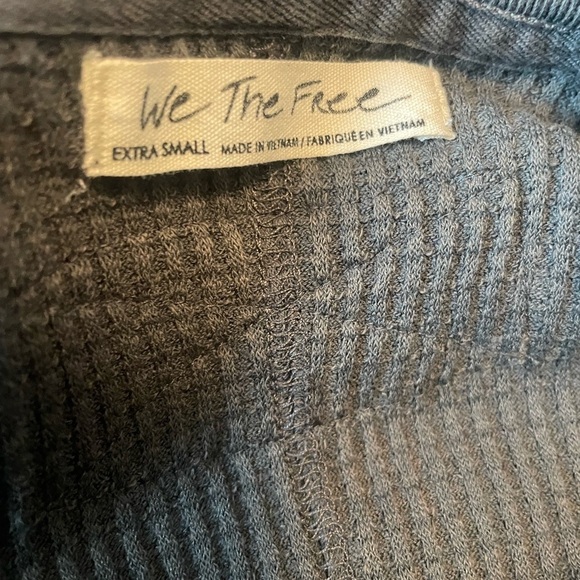 We The Free
EXTRA SMALL MADE IN VIETNAM / FABRIQUÉ EN VIETNAM